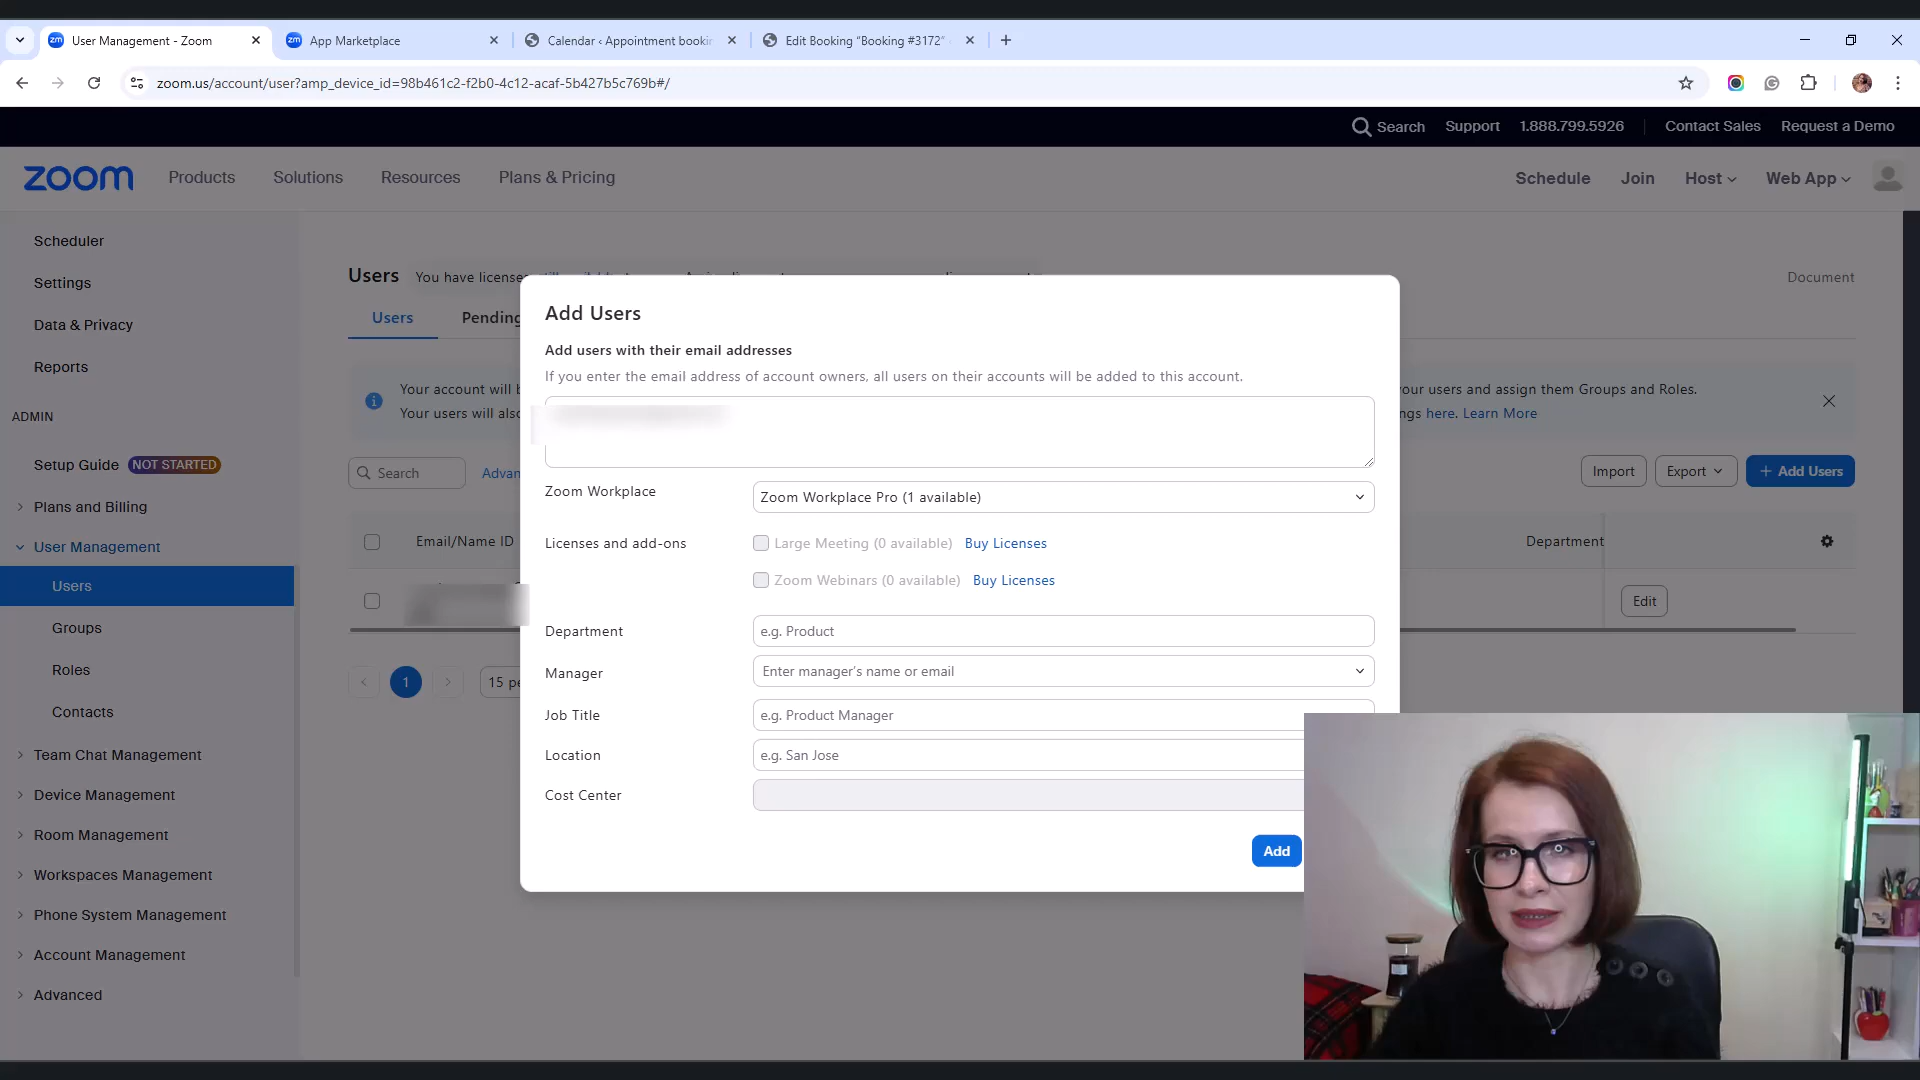 User Management - Zoom
App Marketplace
Calendar ‹ Appointment bookin
Edit Booking “Booking #3172”
zoom.us/account/user?amp_device_id=98b461c2-f2b0-4c12-acaf-5b427b5c769b#/
Search
Support
1.888.799.5926
Contact Sales
Request a Demo
zoom
Products
Solutions
Resources
Plans & Pricing
Schedule
Join
Host
Web App
Scheduler
Settings
Data & Privacy
Reports
ADMIN
Setup Guide NOT STARTED
Plans and Billing
User Management
Users
Groups
Roles
Contacts
Team Chat Management
Device Management
Room Management
Workspaces Management
Phone System Management
Account Management
Advanced
Users You have license
Document
Users
Pending
Your account will
Your users will also
our users and assign them Groups and Roles.
ngs here. Learn More
Search
Advan
Import
Export
+ Add Users
Email/Name ID
Department
Edit
1
15 pe
Add Users
Add users with their email addresses
If you enter the email address of account owners, all users on their accounts will be added to this account.
Zoom Workplace
Zoom Workplace Pro (1 available)
Licenses and add-ons
Large Meeting (0 available) Buy Licenses
Zoom Webinars (0 available) Buy Licenses
Department
e.g. Product
Manager
Enter manager's name or email
Job Title
e.g. Product Manager
Location
e.g. San Jose
Cost Center
Add